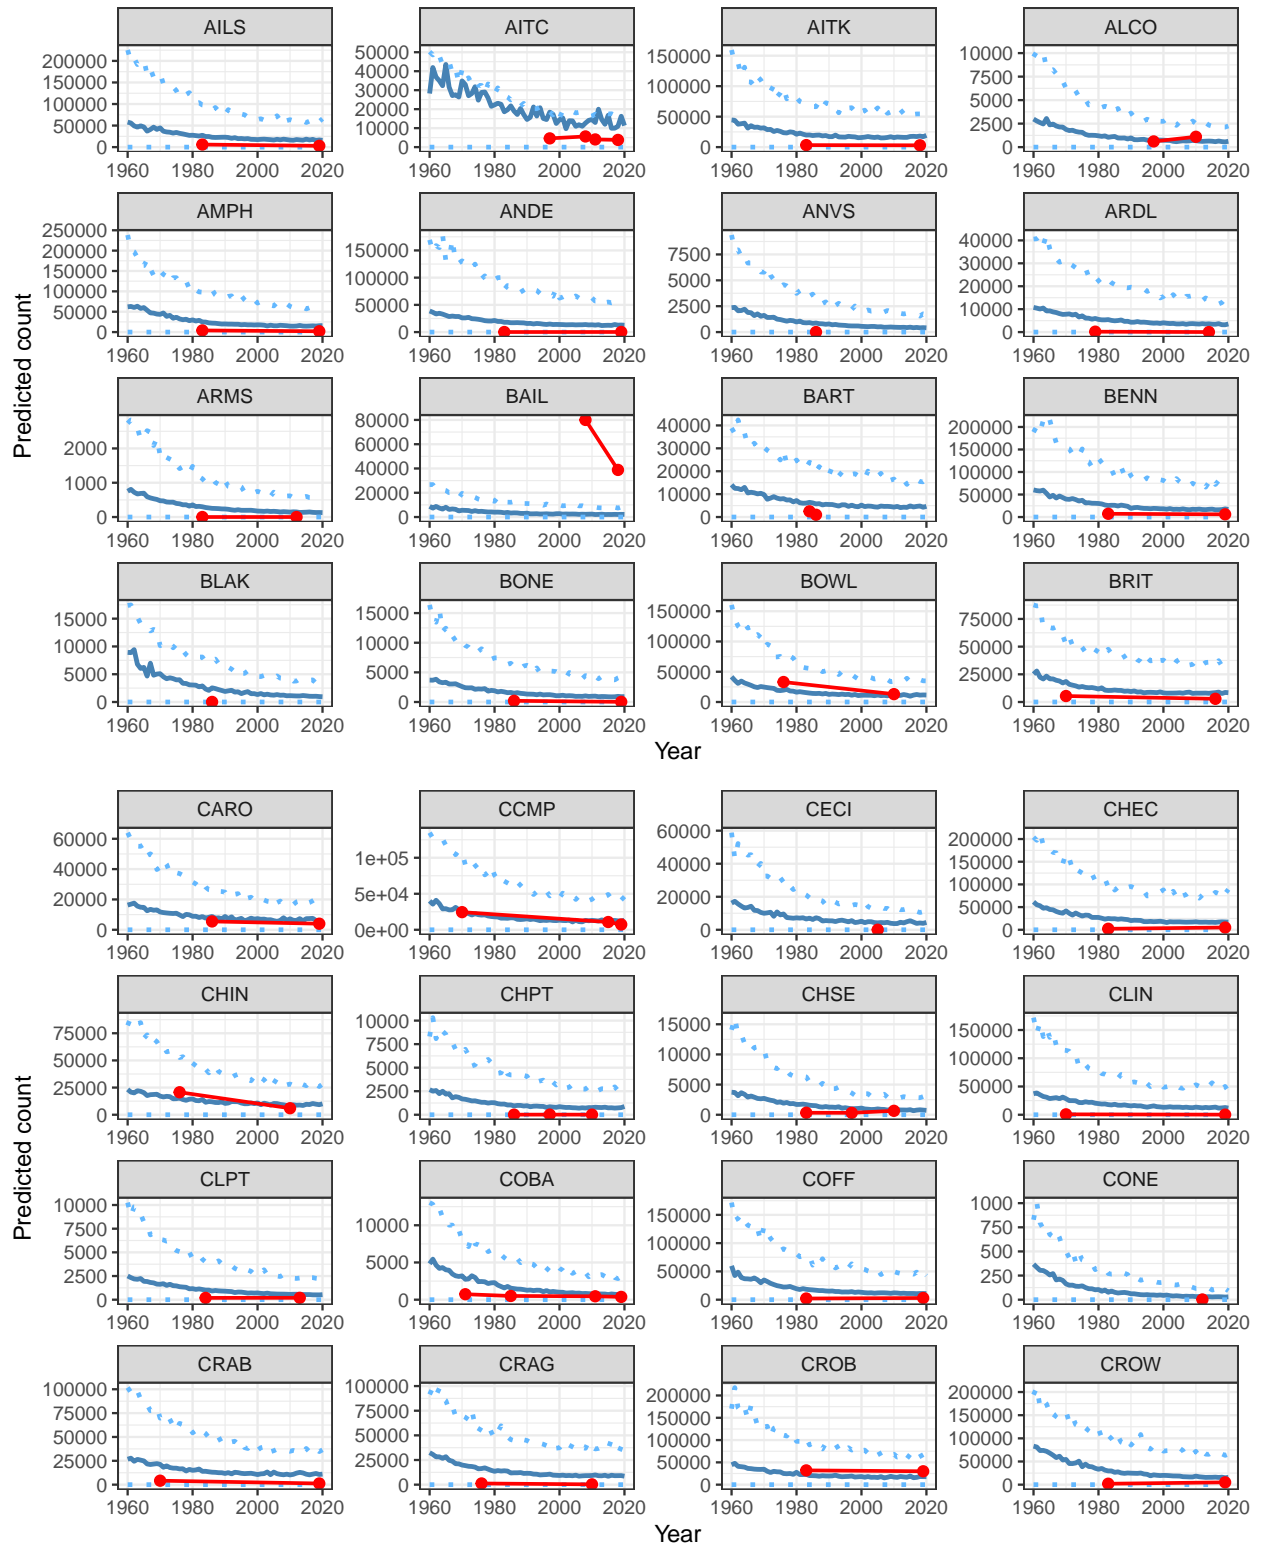 AILS AITC AITK ALCO
200000 150000 100000 50000 0
50000 40000 30000 20000 10000 0
150000 100000 50000 0
10000 7500 5000 2500 0
1960 1980 2000 2020 1960 1980 2000 2020 1960 1980 2000 2020 1960 1980 2000 2020
AMPH ANDE ANVS ARDL
250000 200000 150000 100000 50000 0
150000 100000 50000 0
7500 5000 2500 0
40000 30000 20000 10000 0
1960 1980 2000 2020 1960 1980 2000 2020 1960 1980 2000 2020 1960 1980 2000 2020
Predicted count
ARMS BAIL BART BENN
2000 1000 0
80000 60000 40000 20000 0
40000 30000 20000 10000 0
200000 150000 100000 50000 0
1960 1980 2000 2020 1960 1980 2000 2020 1960 1980 2000 2020 1960 1980 2000 2020
BLAK BONE BOWL BRIT
15000 10000 5000 0
15000 10000 5000 0
150000 100000 50000 0
75000 50000 25000 0
1960 1980 2000 2020 1960 1980 2000 2020 1960 1980 2000 2020 1960 1980 2000 2020
Year
CARO CCMP CECI CHEC
60000 40000 20000 0
1e+05 5e+04 0e+00
60000 40000 20000 0
200000 150000 100000 50000 0
1960 1980 2000 2020 1960 1980 2000 2020 1960 1980 2000 2020 1960 1980 2000 2020
CHIN CHPT CHSE CLIN
75000 50000 25000 0
10000 7500 5000 2500 0
15000 10000 5000 0
150000 100000 50000 0
1960 1980 2000 2020 1960 1980 2000 2020 1960 1980 2000 2020 1960 1980 2000 2020
Predicted count
CLPT COBA COFF CONE
10000 7500 5000 2500 0
10000 5000 0
150000 100000 50000 0
1000 750 500 250 0
1960 1980 2000 2020 1960 1980 2000 2020 1960 1980 2000 2020 1960 1980 2000 2020
CRAB CRAG CROB CROW
100000 75000 50000 25000 0
100000 75000 50000 25000 0
200000 150000 100000 50000 0
200000 150000 100000 50000 0
1960 1980 2000 2020 1960 1980 2000 2020 1960 1980 2000 2020 1960 1980 2000 2020
Year